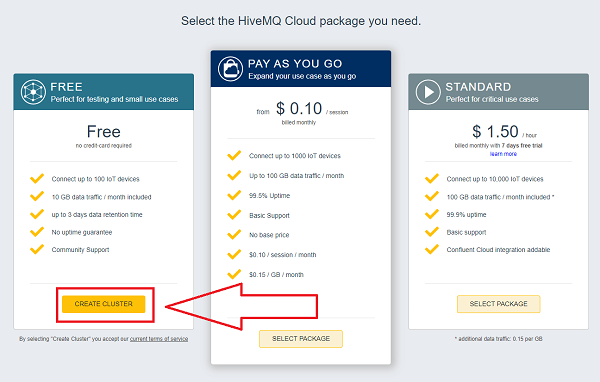 Select the HiveMQ Cloud package you need.
FREE
Perfect for testing and small use cases
Free
no credit-card required
Connect up to 100 IoT devices
10 GB data traffic / month included
up to 3 days data retention time
No uptime guarantee
Community Support
CREATE CLUSTER
By selecting "Create Cluster" you accept our current terms of service
PAY AS YOU GO
Expand your use case as you go
from $ 0.10 / session
billed monthly
Connect up to 1000 IoT devices
Up to 100 GB data traffic / month
99.5% Uptime
Basic Support
No base price
$0.10 / session / month
$0.15 / GB / month
SELECT PACKAGE
STANDARD
Perfect for critical use cases
$ 1.50 / hour
billed monthly with 7 days free trial
learn more
Connect up to 10,000 IoT devices
100 GB data traffic / month included *
99.9% uptime
Basic support
Confluent Cloud integration addable
SELECT PACKAGE
* additional data traffic: 0.15 per GB